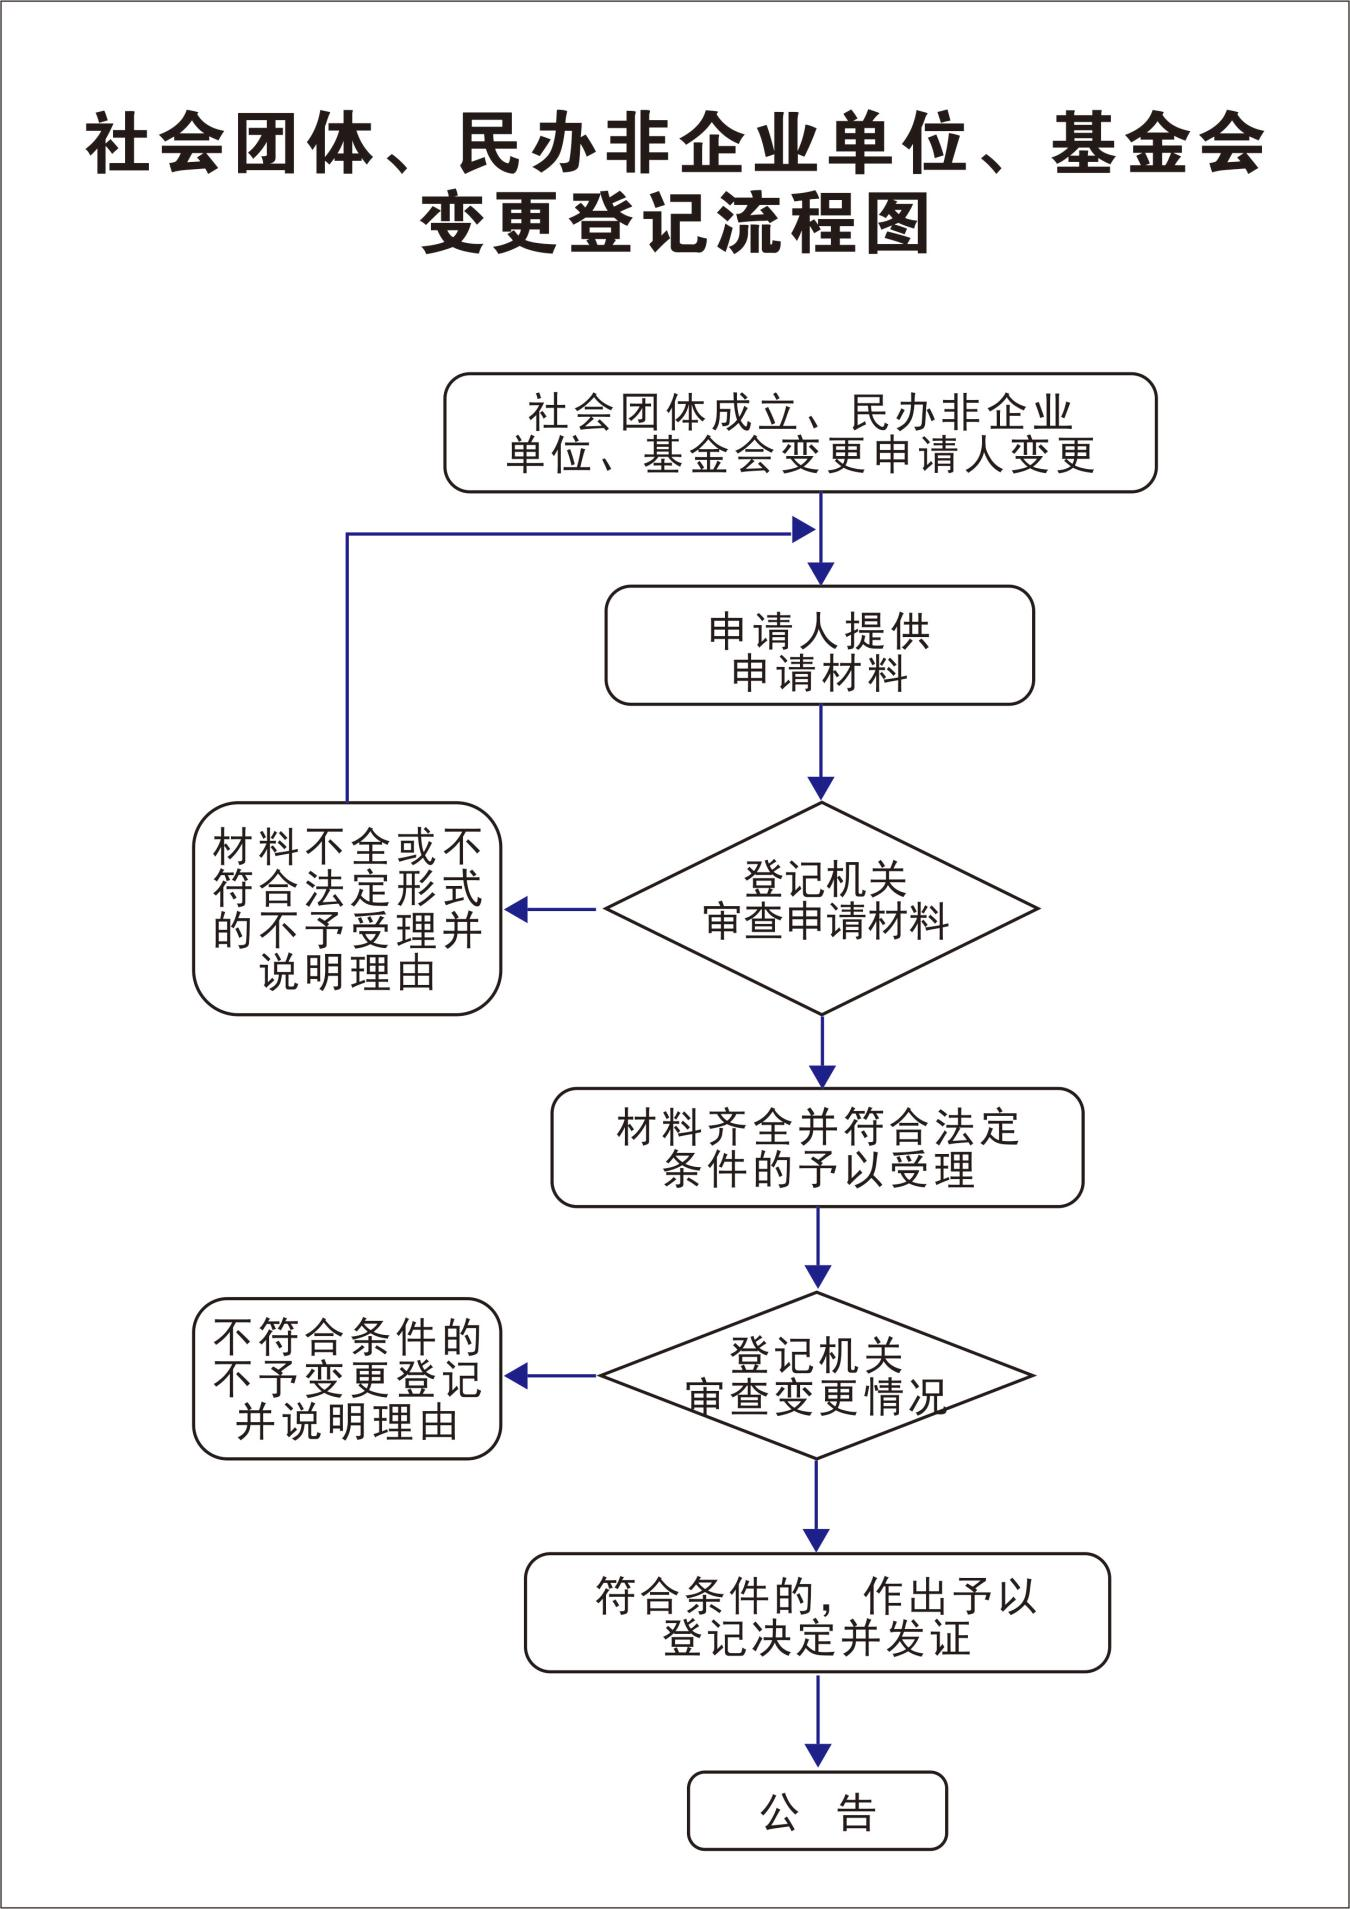 社会团体、民办非企业单位、基金会
变更登记流程图
社会团体成立、民办非企业
单位、基金会变更申请人变更
申请人提供
申请材料
材料不全或不
符合法定形式
的不予受理并
说明理由
登记机关
审查申请材料
材料齐全并符合法定
条件的予以受理
不符合条件的
不予变更登记
并说明理由
登记机关
审查变更情况
符合条件的，作出予以
登记决定并发证
公 告